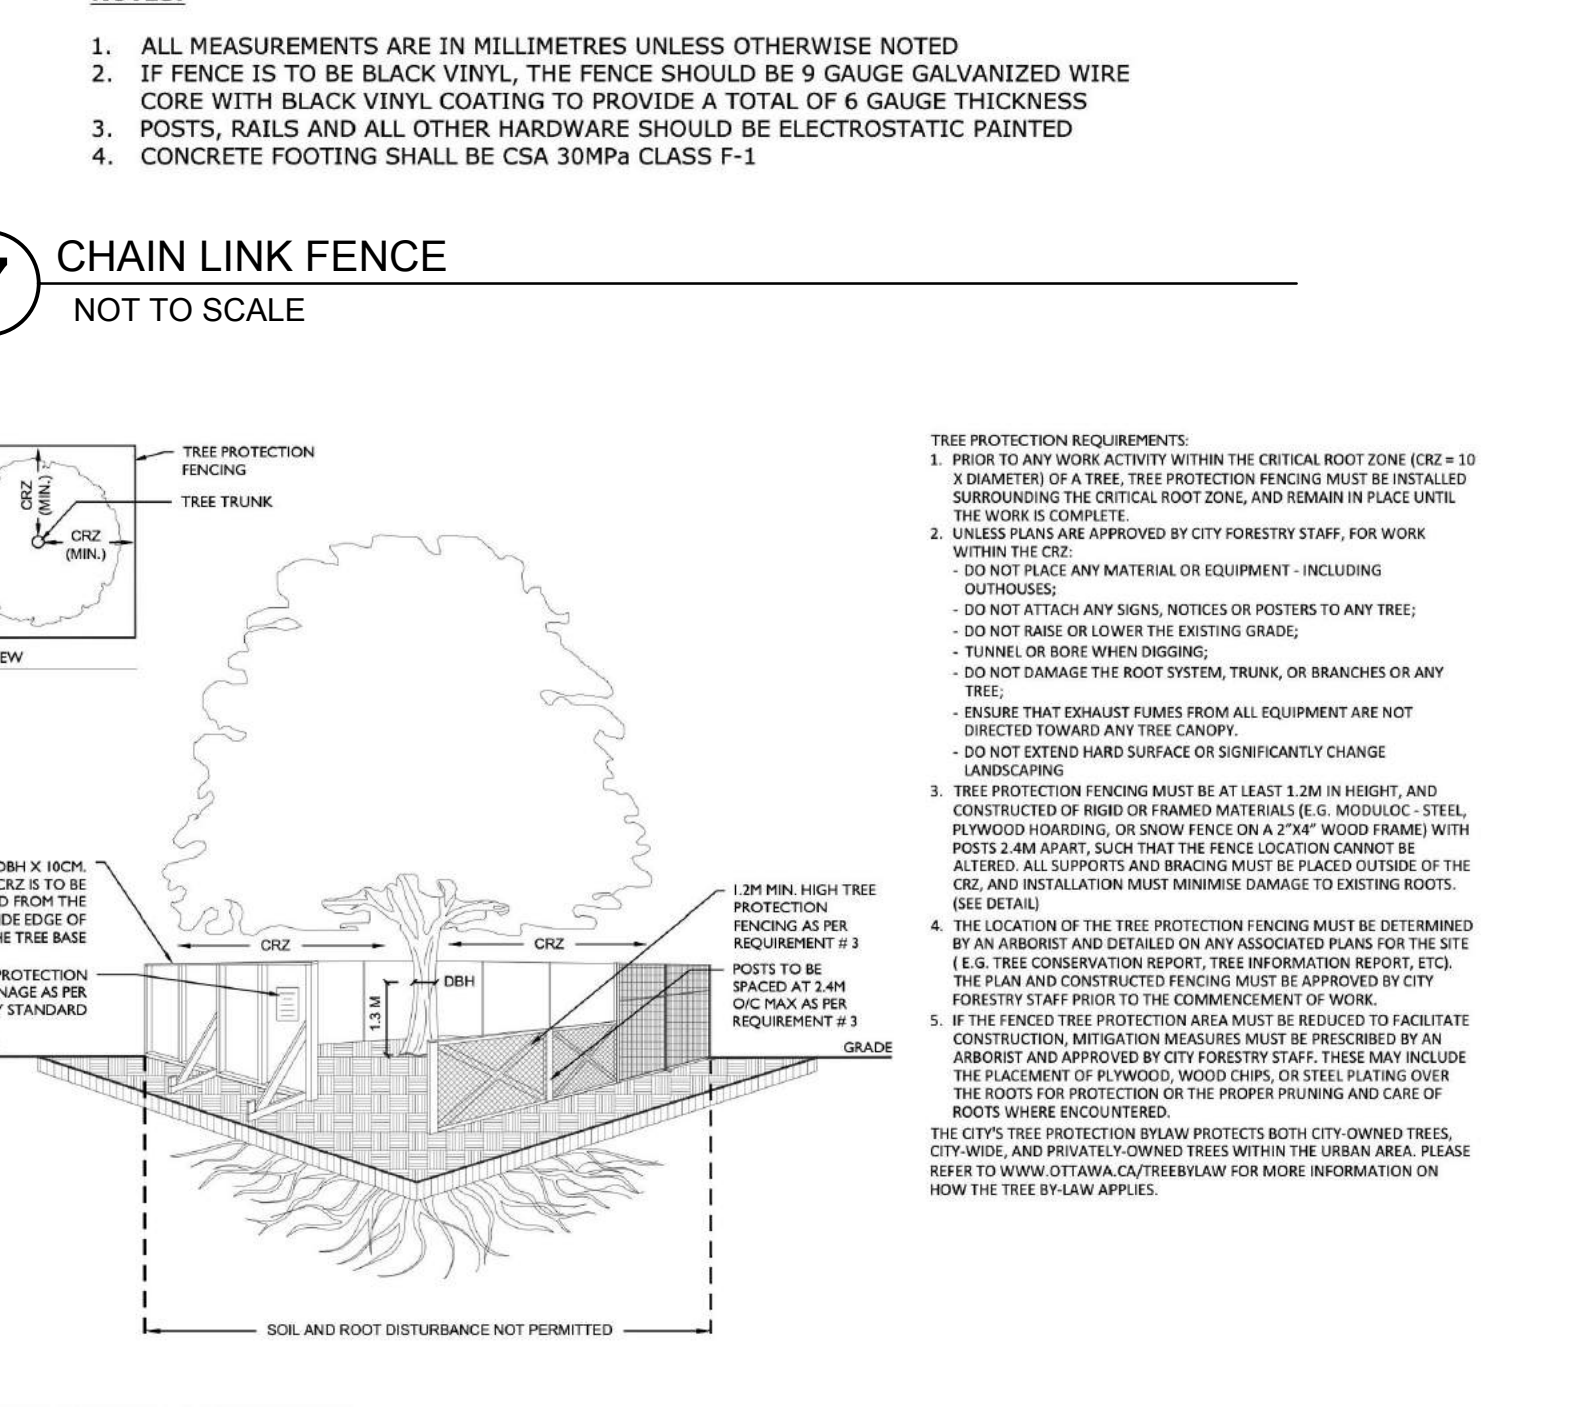 NOTES:
1. ALL MEASUREMENTS ARE IN MILLIMETRES UNLESS OTHERWISE NOTED
2. IF FENCE IS TO BE BLACK VINYL, THE FENCE SHOULD BE 9 GAUGE GALVANIZED WIRE
CORE WITH BLACK VINYL COATING TO PROVIDE A TOTAL OF 6 GAUGE THICKNESS
3. POSTS, RAILS AND ALL OTHER HARDWARE SHOULD BE ELECTROSTATIC PAINTED
4. CONCRETE FOOTING SHALL BE CSA 30MPa CLASS F-1
7
CHAIN LINK FENCE
NOT TO SCALE
TREE PROTECTION
FENCING
TREE TRUNK
CRZ
(MIN.)
CRZ
(MIN.)
EW
DBH X 10CM.
CRZ IS TO BE
D FROM THE
IDE EDGE OF
HE TREE BASE
PROTECTION
NAGE AS PER
Y STANDARD
CRZ
CRZ
DBH
1.3 M
1.2M MIN. HIGH TREE
PROTECTION
FENCING AS PER
REQUIREMENT # 3
POSTS TO BE
SPACED AT 2.4M
O/C MAX AS PER
REQUIREMENT # 3
GRADE
SOIL AND ROOT DISTURBANCE NOT PERMITTED
TREE PROTECTION REQUIREMENTS:
1. PRIOR TO ANY WORK ACTIVITY WITHIN THE CRITICAL ROOT ZONE (CRZ = 10
X DIAMETER) OF A TREE, TREE PROTECTION FENCING MUST BE INSTALLED
SURROUNDING THE CRITICAL ROOT ZONE, AND REMAIN IN PLACE UNTIL
THE WORK IS COMPLETE.
2. UNLESS PLANS ARE APPROVED BY CITY FORESTRY STAFF, FOR WORK
WITHIN THE CRZ:
- DO NOT PLACE ANY MATERIAL OR EQUIPMENT - INCLUDING
OUTHOUSES;
- DO NOT ATTACH ANY SIGNS, NOTICES OR POSTERS TO ANY TREE;
- DO NOT RAISE OR LOWER THE EXISTING GRADE;
- TUNNEL OR BORE WHEN DIGGING;
- DO NOT DAMAGE THE ROOT SYSTEM, TRUNK, OR BRANCHES OR ANY
TREE;
- ENSURE THAT EXHAUST FUMES FROM ALL EQUIPMENT ARE NOT
DIRECTED TOWARD ANY TREE CANOPY.
- DO NOT EXTEND HARD SURFACE OR SIGNIFICANTLY CHANGE
LANDSCAPING
3. TREE PROTECTION FENCING MUST BE AT LEAST 1.2M IN HEIGHT, AND
CONSTRUCTED OF RIGID OR FRAMED MATERIALS (E.G. MODULOC - STEEL,
PLYWOOD HOARDING, OR SNOW FENCE ON A 2"X4" WOOD FRAME) WITH
POSTS 2.4M APART, SUCH THAT THE FENCE LOCATION CANNOT BE
ALTERED. ALL SUPPORTS AND BRACING MUST BE PLACED OUTSIDE OF THE
CRZ, AND INSTALLATION MUST MINIMISE DAMAGE TO EXISTING ROOTS.
(SEE DETAIL)
4. THE LOCATION OF THE TREE PROTECTION FENCING MUST BE DETERMINED
BY AN ARBORIST AND DETAILED ON ANY ASSOCIATED PLANS FOR THE SITE
( E.G. TREE CONSERVATION REPORT, TREE INFORMATION REPORT, ETC).
THE PLAN AND CONSTRUCTED FENCING MUST BE APPROVED BY CITY
FORESTRY STAFF PRIOR TO THE COMMENCEMENT OF WORK.
5. IF THE FENCED TREE PROTECTION AREA MUST BE REDUCED TO FACILITATE
CONSTRUCTION, MITIGATION MEASURES MUST BE PRESCRIBED BY AN
ARBORIST AND APPROVED BY CITY FORESTRY STAFF. THESE MAY INCLUDE
THE PLACEMENT OF PLYWOOD, WOOD CHIPS, OR STEEL PLATING OVER
THE ROOTS FOR PROTECTION OR THE PROPER PRUNING AND CARE OF
ROOTS WHERE ENCOUNTERED.
THE CITY'S TREE PROTECTION BYLAW PROTECTS BOTH CITY-OWNED TREES,
CITY-WIDE, AND PRIVATELY-OWNED TREES WITHIN THE URBAN AREA. PLEASE
REFER TO WWW.OTTAWA.CA/TREEBYLAW FOR MORE INFORMATION ON
HOW THE TREE BY-LAW APPLIES.